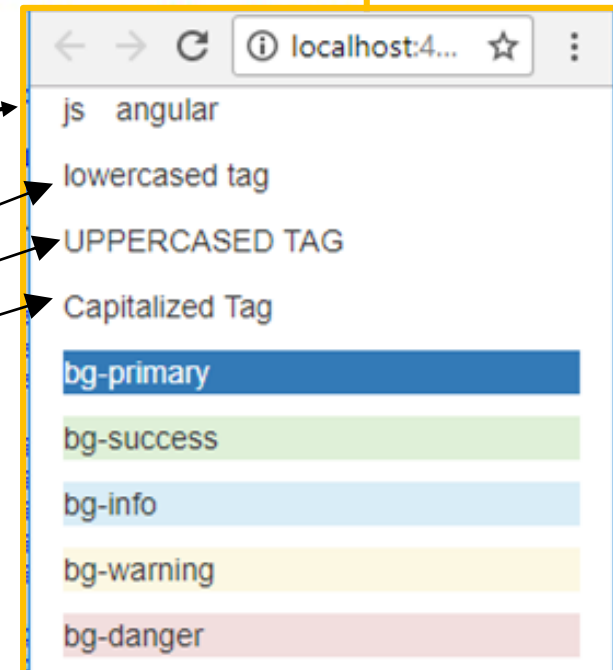 localhost:4...
js angular
lowercased tag
UPPERCASED TAG
Capitalized Tag
bg-primary
bg-success
bg-info
bg-warning
bg-danger